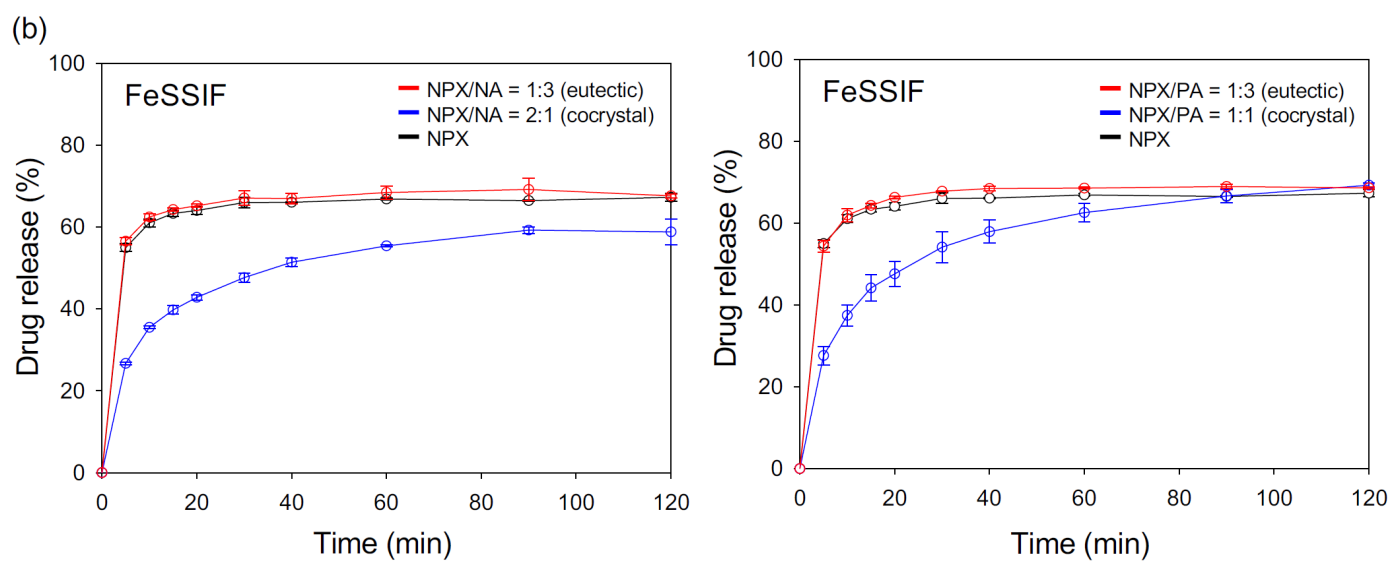 (b)
FeSSIF
NPX/NA = 1:3 (eutectic)
NPX/NA = 2:1 (cocrystal)
NPX
Drug release (%)
100
80
60
40
20
0
0 20 40 60 80 100 120
Time (min)
FeSSIF
NPX/PA = 1:3 (eutectic)
NPX/PA = 1:1 (cocrystal)
NPX
Drug release (%)
100
80
60
40
20
0
0 20 40 60 80 100 120
Time (min)